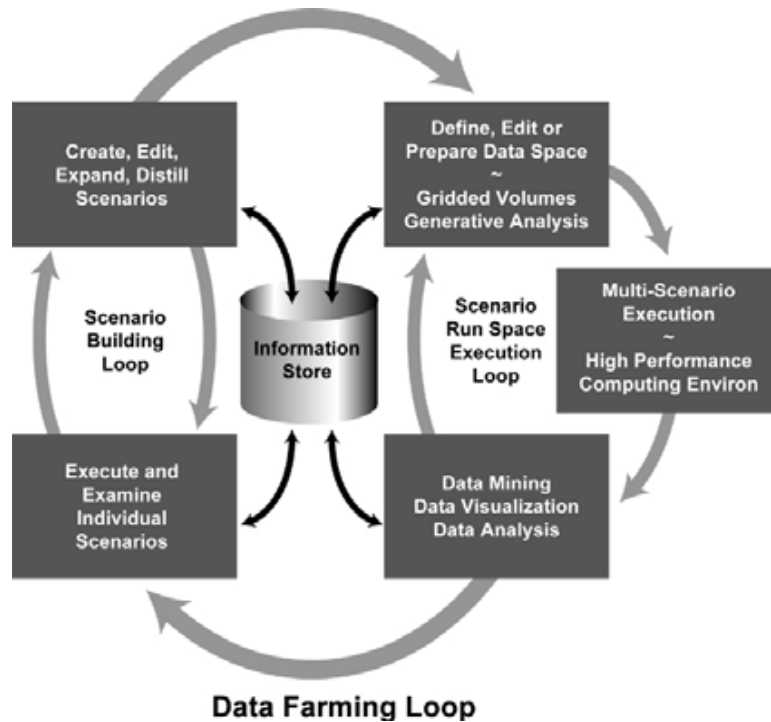 Create, Edit,
Expand, Distill
Scenarios
Define, Edit or
Prepare Data Space
~
Gridded Volumes
Generative Analysis
Scenario
Building
Loop
Information
Store
Scenario
Run Space
Execution
Loop
Multi-Scenario
Execution
~
High Performance
Computing Environ
Execute and
Examine
Individual
Scenarios
Data Mining
Data Visualization
Data Analysis
Data Farming Loop